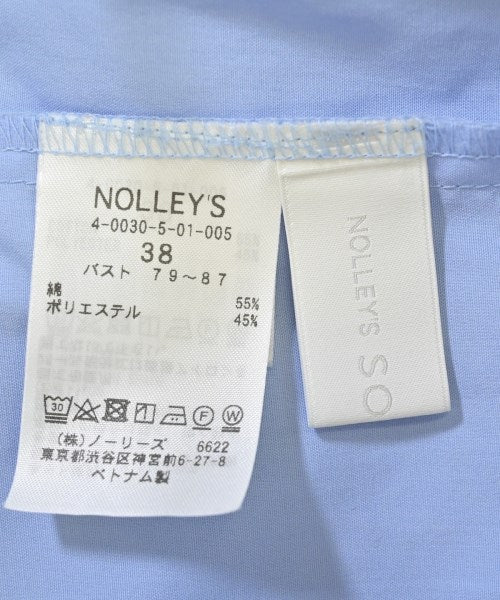 NOLLEY'S
4-0030-5-01-005
38
バスト 79～87
綿 55%
ポリエステル 45%
30
F W
(株)ノーリーズ 6622
東京都渋谷区神宮前6-27-8
ベトナム製
NOLLEY'S SO